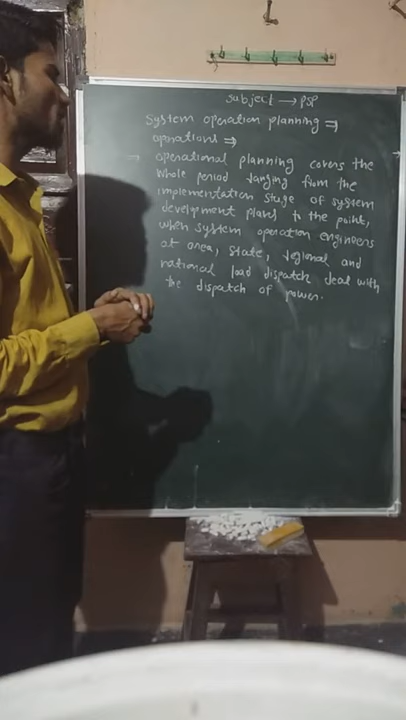 subject → PSP
System operation planning ⇒
operations ⇒
→ operational planning covers the
whole period ranging from the
implementation stage of system
development plans to the point,
when system operation engineers
at area, state, regional and
national load dispatch deal with
the dispatch of power.